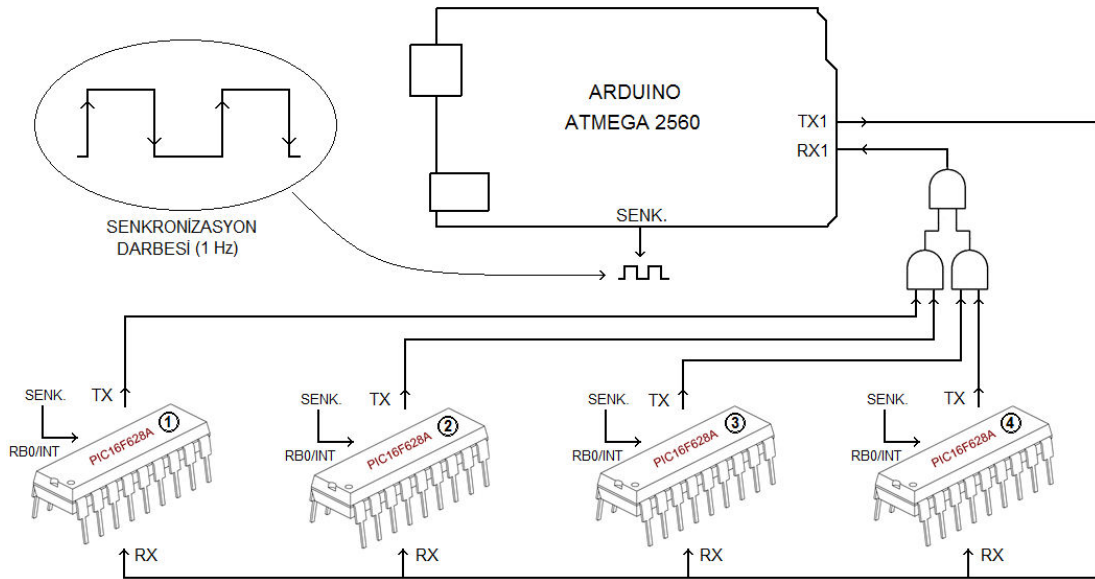 ARDUINO
ATMEGA 2560
TX1
RX1
SENK.
SENKRONİZASYON
DARBESİ (1 Hz)
SENK.
TX
RB0/INT
PIC16F628A
1
RX
SENK.
TX
RB0/INT
PIC16F628A
2
RX
SENK.
TX
RB0/INT
PIC16F628A
3
RX
SENK.
TX
RB0/INT
PIC16F628A
4
RX